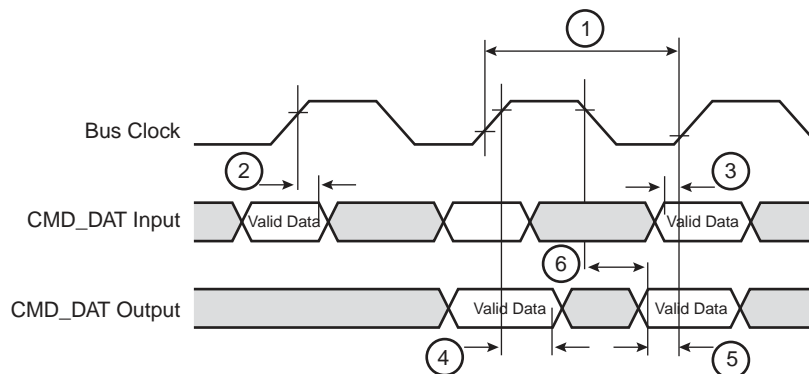 1
Bus Clock
2
3
CMD_DAT Input
Valid Data
Valid Data
6
CMD_DAT Output
Valid Data
Valid Data
4
5